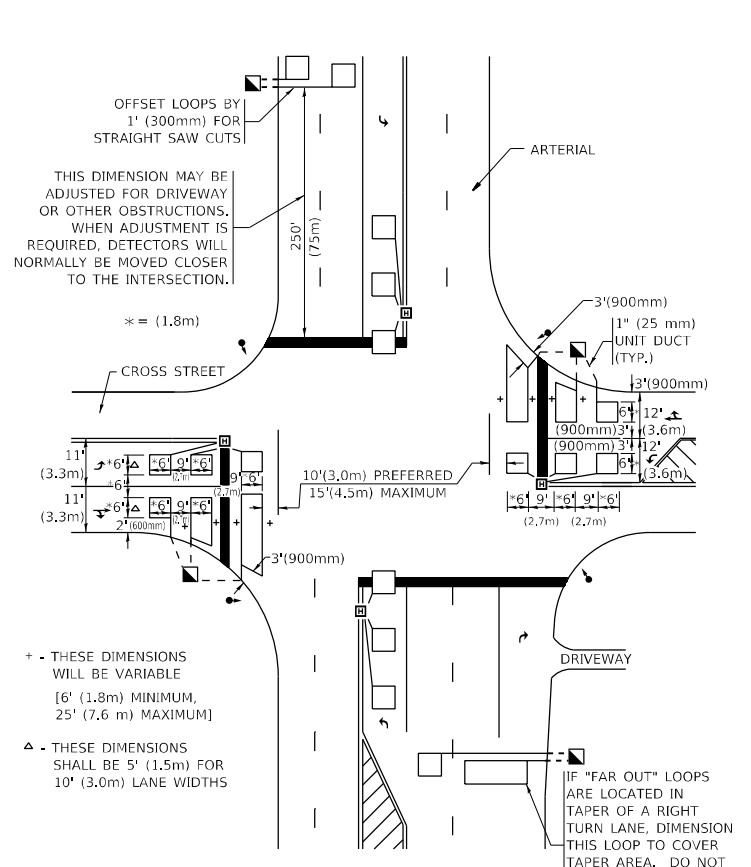 OFFSET LOOPS BY
1' (300mm) FOR
STRAIGHT SAW CUTS
ARTERIAL
THIS DIMENSION MAY BE
ADJUSTED FOR DRIVEWAY
OR OTHER OBSTRUCTIONS.
WHEN ADJUSTMENT IS
REQUIRED, DETECTORS WILL
NORMALLY BE MOVED CLOSER
TO THE INTERSECTION.
250'
(75m)
* = (1.8m)
H
3'(900mm)
1" (25 mm)
UNIT DUCT
(TYP.)
CROSS STREET
3'(900mm)
+ + + +
6'* 12'
(900mm)3' (3.6m)
(900mm)3' 12'
6'* (3.6m)
H
*6' 9' *6' 9' *6'
(2.7m) (2.7m)
H
11'
(3.3m)
*6' △ *6' 9' *6' 9' *6'
(2.7m) (2.7m)
*6'
11'
(3.3m)
*6' △ *6' 9' *6'
(2.7m)
2' (600mm) + + +
10'(3.0m) PREFERRED
15'(4.5m) MAXIMUM
3'(900mm)
H
DRIVEWAY
+ - THESE DIMENSIONS
WILL BE VARIABLE
[6' (1.8m) MINIMUM,
25' (7.6 m) MAXIMUM]
△ - THESE DIMENSIONS
SHALL BE 5' (1.5m) FOR
10' (3.0m) LANE WIDTHS
IF "FAR OUT" LOOPS
ARE LOCATED IN
TAPER OF A RIGHT
TURN LANE, DIMENSION
THIS LOOP TO COVER
TAPER AREA. DO NOT